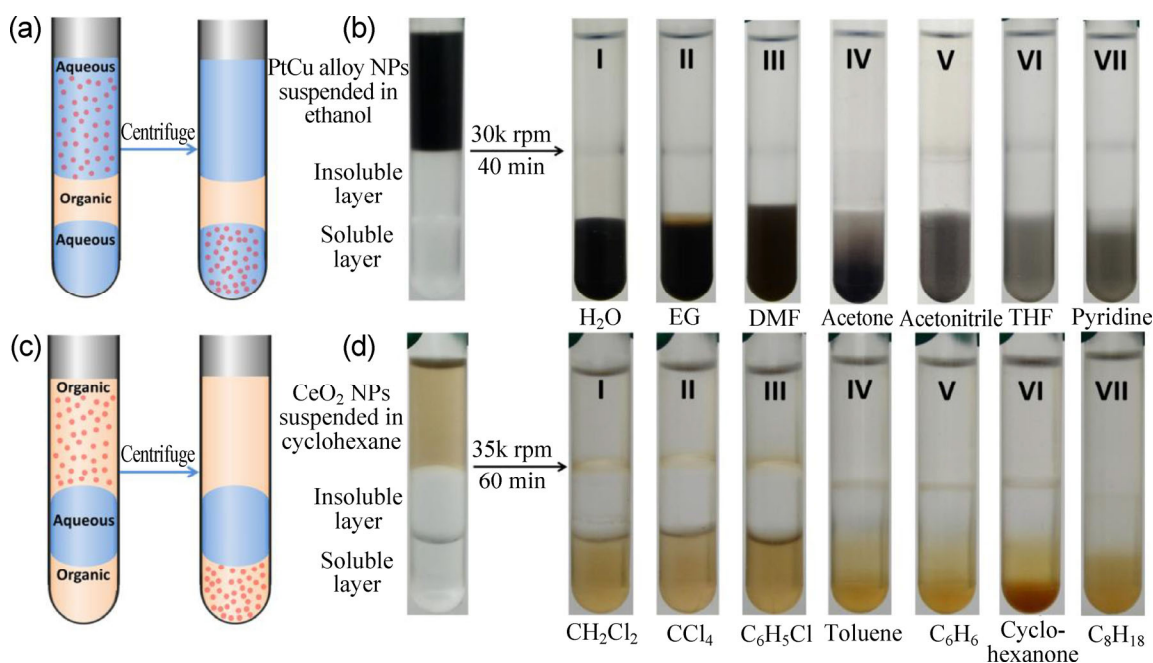 (a)
Aqueous
Organic
Aqueous
Centrifuge
(b)
PtCu alloy NPs
suspended in
ethanol
Insoluble
layer
Soluble
layer
30k rpm
40 min
I II III IV V VI VII
H₂O EG DMF Acetone Acetonitrile THF Pyridine
(c)
Organic
Aqueous
Organic
Centrifuge
(d)
CeO₂ NPs
suspended in
cyclohexane
Insoluble
layer
Soluble
layer
35k rpm
60 min
I II III IV V VI VII
CH₂Cl₂ CCl₄ C₆H₅Cl Toluene C₆H₆ Cyclo-
hexanone C₈H₁₈